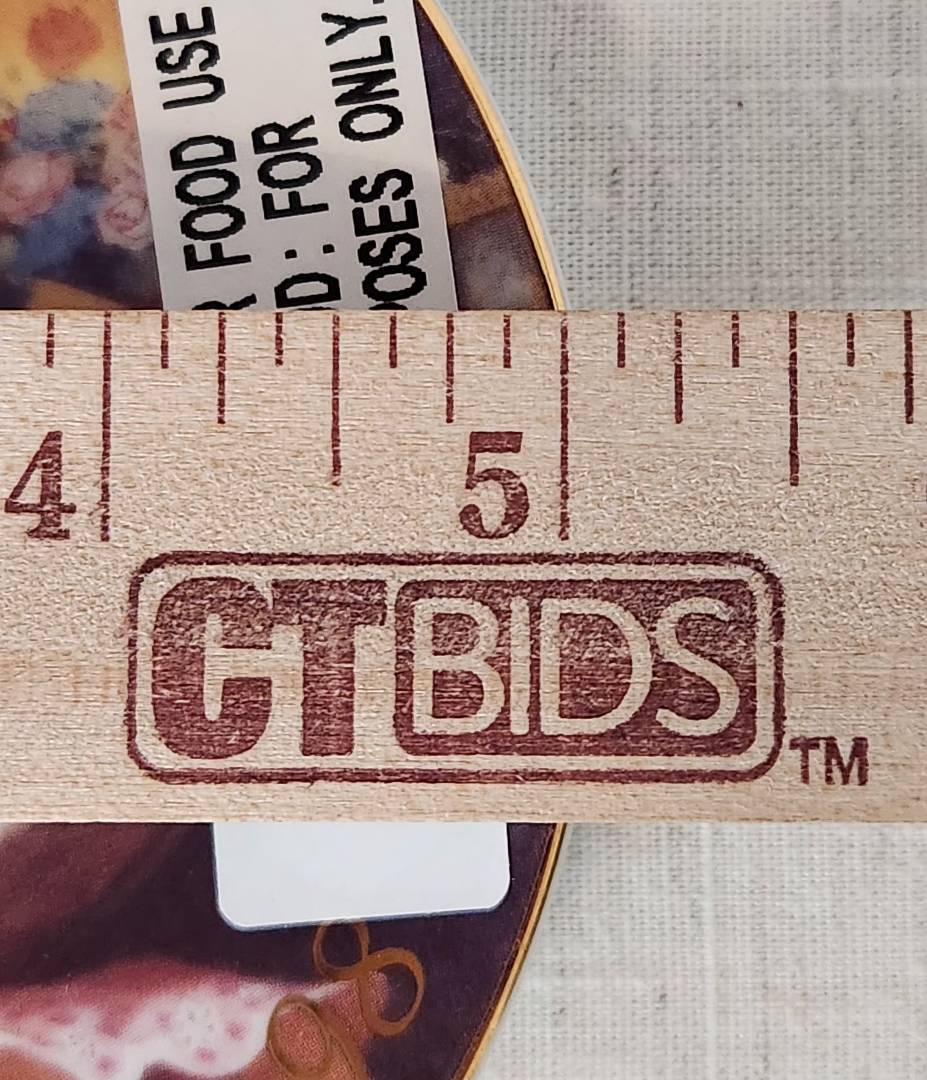 R FOOD USE
D: FOR
OSES ONLY.
4 5
CTBIDS TM